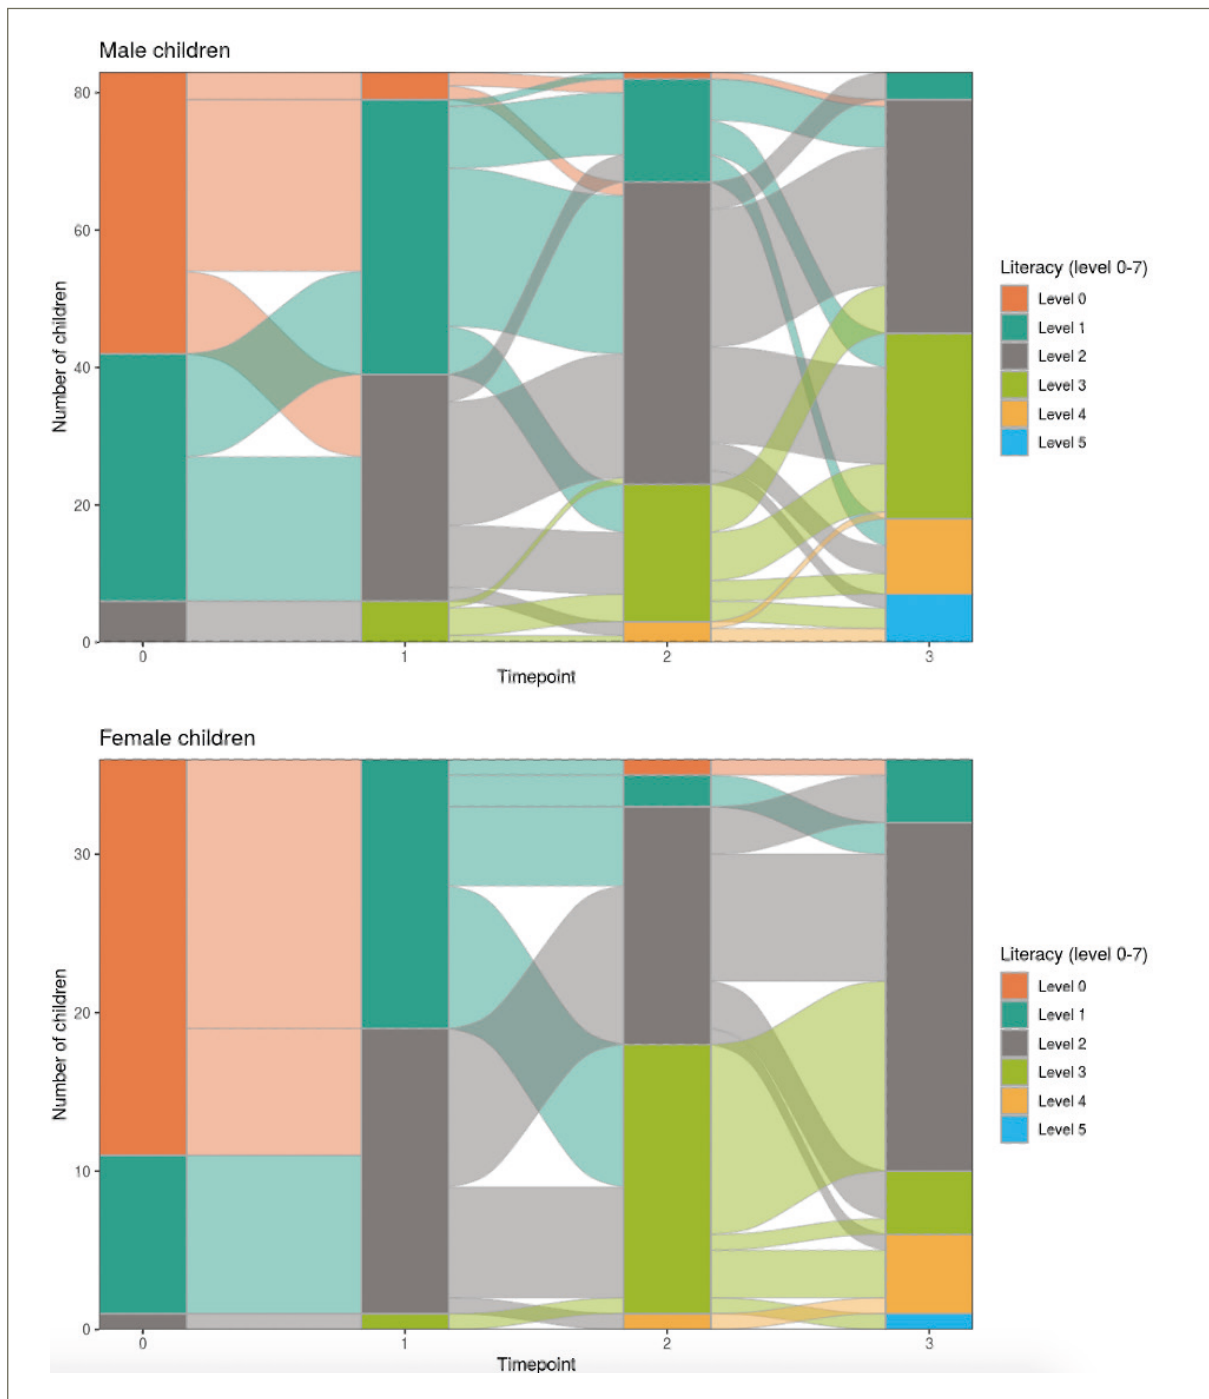 Male children
80
60
40
20
0
Number of children
0 1 2 3
Timepoint
Literacy (level 0-7)
Level 0
Level 1
Level 2
Level 3
Level 4
Level 5
Female children
30
20
10
0
Number of children
0 1 2 3
Timepoint
Literacy (level 0-7)
Level 0
Level 1
Level 2
Level 3
Level 4
Level 5